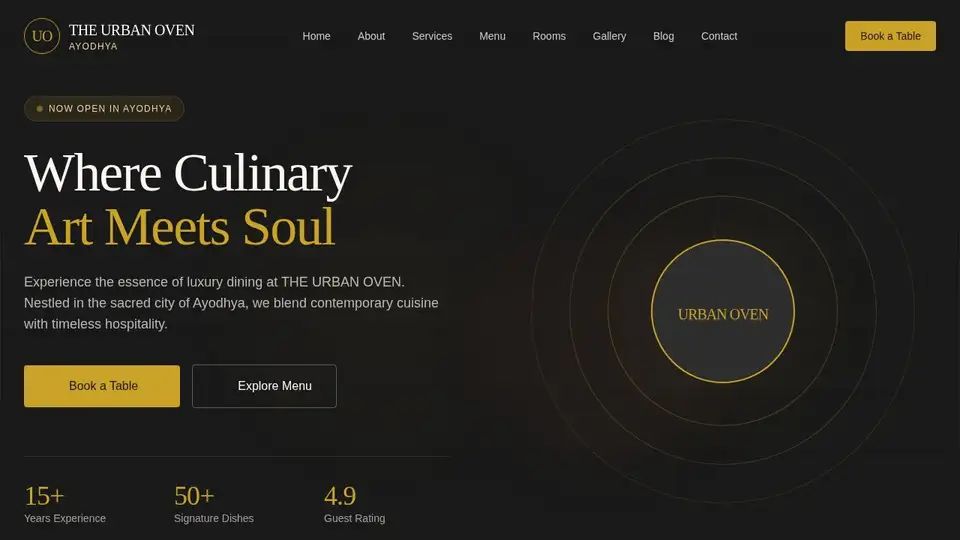 UO
THE URBAN OVEN
AYODHYA
Home
About
Services
Menu
Rooms
Gallery
Blog
Contact
Book a Table
NOW OPEN IN AYODHYA
Where Culinary
Art Meets Soul
Experience the essence of luxury dining at THE URBAN OVEN.
Nestled in the sacred city of Ayodhya, we blend contemporary cuisine
with timeless hospitality.
Book a Table
Explore Menu
URBAN OVEN
15+
Years Experience
50+
Signature Dishes
4.9
Guest Rating